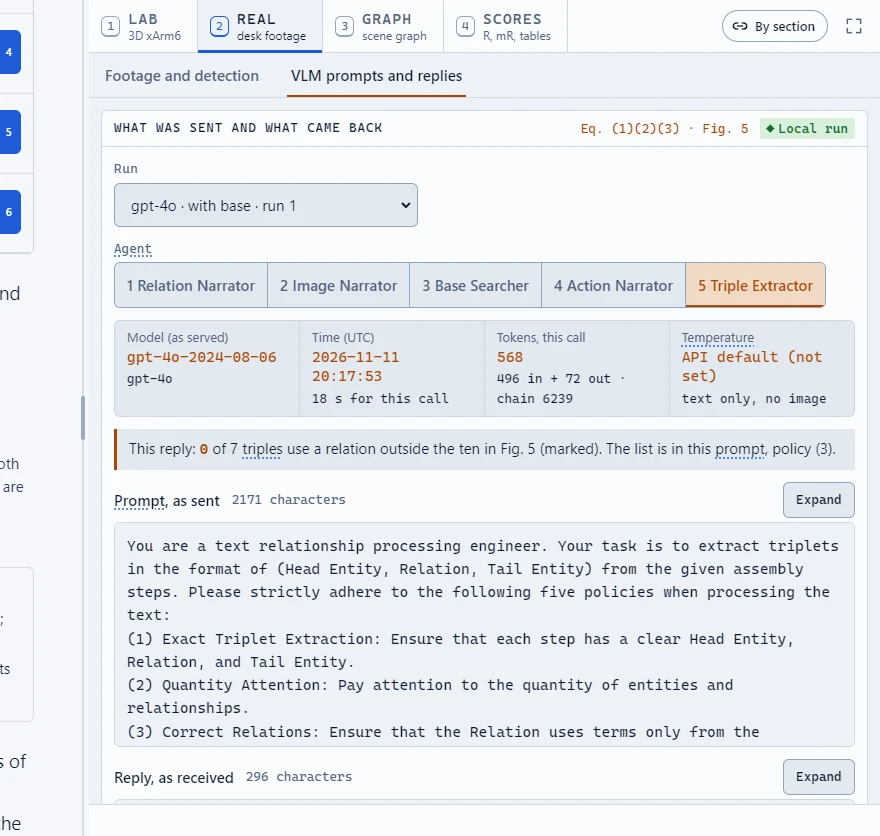 4
5
6
nd
oth
are
;
ts
s of
the
1 LAB
3D xArm6
2 REAL
desk footage
3 GRAPH
scene graph
4 SCORES
R, mR, tables
By section
Footage and detection
VLM prompts and replies
WHAT WAS SENT AND WHAT CAME BACK
Eq. (1)(2)(3) · Fig. 5
◆ Local run
Run
gpt-4o · with base · run 1
Agent
1 Relation Narrator
2 Image Narrator
3 Base Searcher
4 Action Narrator
5 Triple Extractor
Model (as served)
gpt-4o-2024-08-06
gpt-4o
Time (UTC)
2026-11-11
20:17:53
18 s for this call
Tokens, this call
568
496 in + 72 out ·
chain 6239
Temperature
API default (not
set)
text only, no image
This reply: 0 of 7 triples use a relation outside the ten in Fig. 5 (marked). The list is in this prompt, policy (3).
Prompt, as sent 2171 characters
Expand
You are a text relationship processing engineer. Your task is to extract triplets
in the format of (Head Entity, Relation, Tail Entity) from the given assembly
steps. Please strictly adhere to the following five policies when processing the
text:
(1) Exact Triplet Extraction: Ensure that each step has a clear Head Entity,
Relation, and Tail Entity.
(2) Quantity Attention: Pay attention to the quantity of entities and
relationships.
(3) Correct Relations: Ensure that the Relation uses terms only from the
Reply, as received 296 characters
Expand